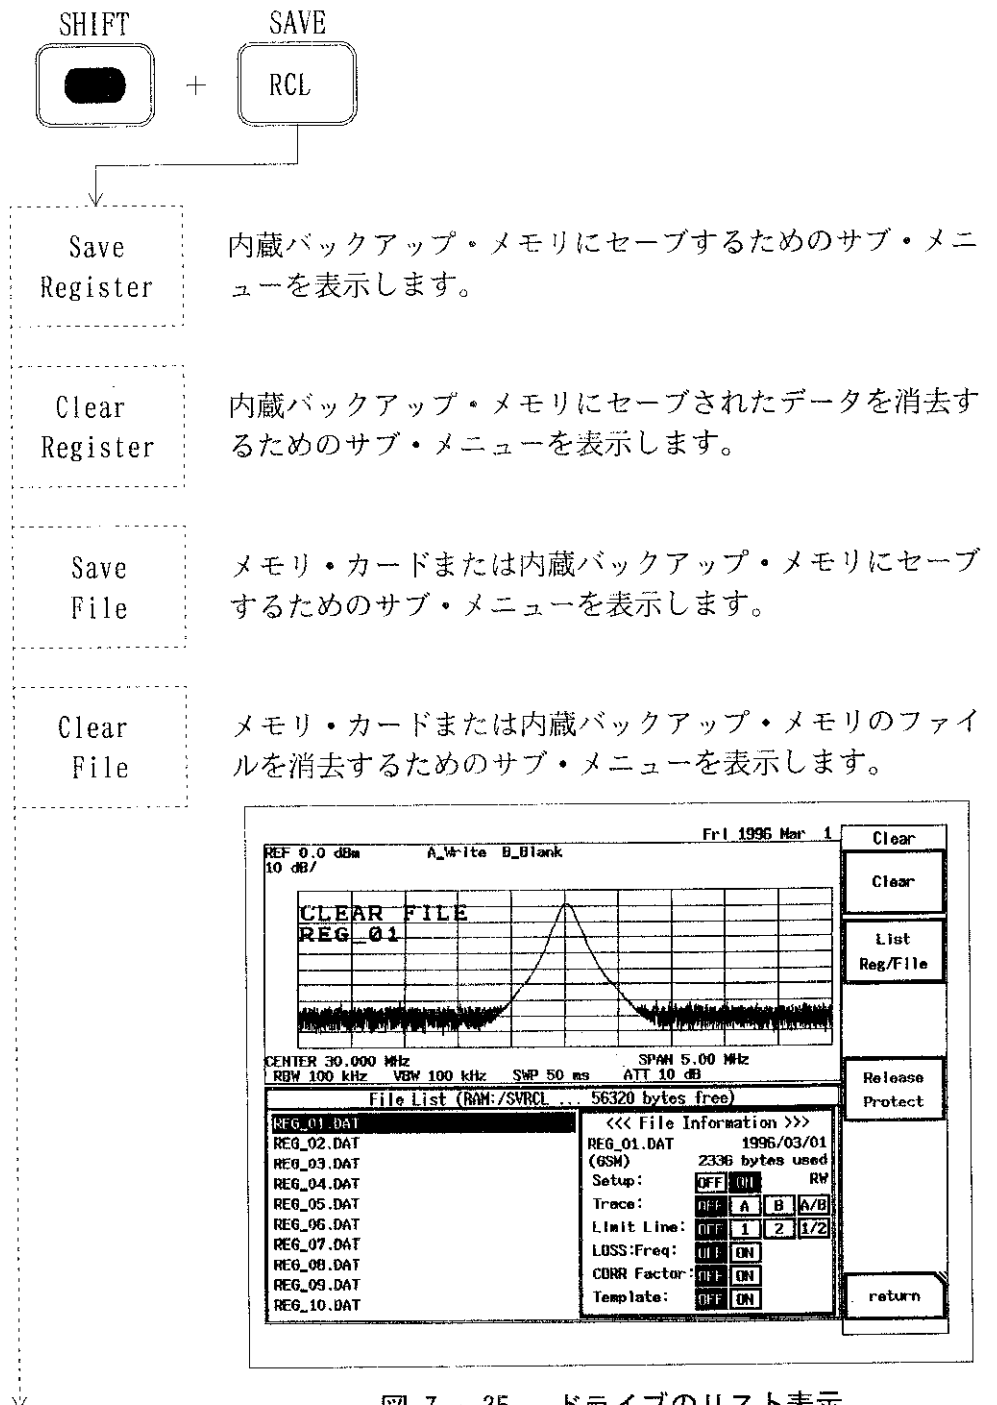 SHIFT SAVE
+ RCL
Save
Register
内蔵バックアップ・メモリにセーブするためのサブ・メニ
ューを表示します。
Clear
Register
内蔵バックアップ・メモリにセーブされたデータを消去す
るためのサブ・メニューを表示します。
Save
File
メモリ・カードまたは内蔵バックアップ・メモリにセーブ
するためのサブ・メニューを表示します。
Clear
File
メモリ・カードまたは内蔵バックアップ・メモリのファイ
ルを消去するためのサブ・メニューを表示します。
Fri 1996 Mar 1
REF 0.0 dBm A_Write B_Blank
10 dB/
CLEAR FILE
REG_01
CENTER 30.000 MHz SPAN 5.00 MHz
RBW 100 kHz VBW 100 kHz SWP 50 ms ATT 10 dB
File List (RAM:/SVRCL ... 56320 bytes free)
REG_01.DAT
REG_02.DAT
REG_03.DAT
REG_04.DAT
REG_05.DAT
REG_06.DAT
REG_07.DAT
REG_08.DAT
REG_09.DAT
REG_10.DAT
<<< File Information >>>
REG_01.DAT 1996/03/01
(GSM) 2336 bytes used
Setup: OFF ON RW
Trace: OFF A B A/B
Limit Line: OFF 1 2 1/2
LOSS:Freq: OFF ON
CORR Factor: OFF ON
Template: OFF ON
Clear
Clear
List
Reg/File
Release
Protect
return
図 7 - 35 ドライブのリスト表示